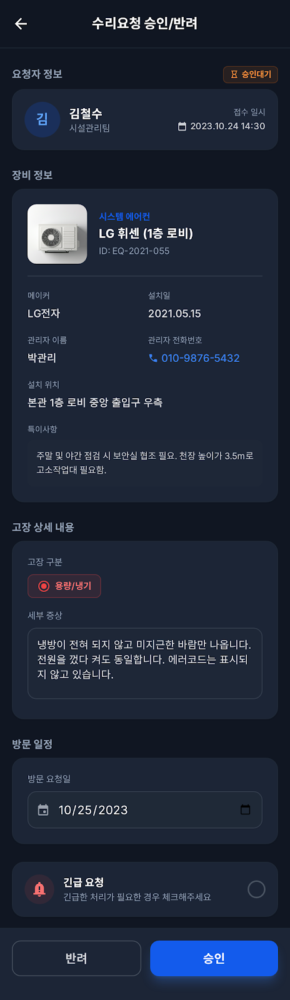 수리요청 승인/반려
요청자 정보
승인대기
김
김철수
시설관리팀
접수 일시
2023.10.24 14:30
장비 정보
시스템 에어컨
LG 휘센 (1층 로비)
ID: EQ-2021-055
메이커
LG전자
설치일
2021.05.15
관리자 이름
박관리
관리자 전화번호
010-9876-5432
설치 위치
본관 1층 로비 중앙 출입구 우측
특이사항
주말 및 야간 점검 시 보안실 협조 필요. 천장 높이가 3.5m로
고소작업대 필요함.
고장 상세 내용
고장 구분
용량/냉기
세부 증상
냉방이 전혀 되지 않고 미지근한 바람만 나옵니다.
전원을 껐다 켜도 동일합니다. 에러코드는 표시되
지 않고 있습니다.
방문 일정
방문 요청일
10/25/2023
긴급 요청
긴급한 처리가 필요한 경우 체크해주세요
반려
승인